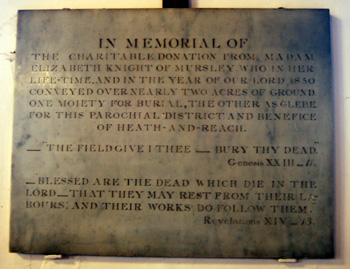 IN MEMORIAL OF
THE CHARITABLE DONATION FROM MADAM
ELIZABETH KNIGHT OF MURSLEY WHO IN HER
LIFE-TIME, AND IN THE YEAR OF OUR LORD
CONVEYED OVER NEARLY TWO ACRES OF GROUND
ONE MOIETY FOR BURIAL, THE OTHER AS GLEBE
FOR THIS PAROCHIAL DISTRICT AND BENEFICE
OF HEATH-AND-REACH.
— "THE FIELD GIVE I THEE — BURY THY DEAD."
Genesis XXIII — 11.
— BLESSED ARE THE DEAD WHICH DIE IN THE
LORD — THAT THEY MAY REST FROM THEIR LA-
BOURS; AND THEIR WORKS DO FOLLOW THEM.
Revelations XIV — 13.